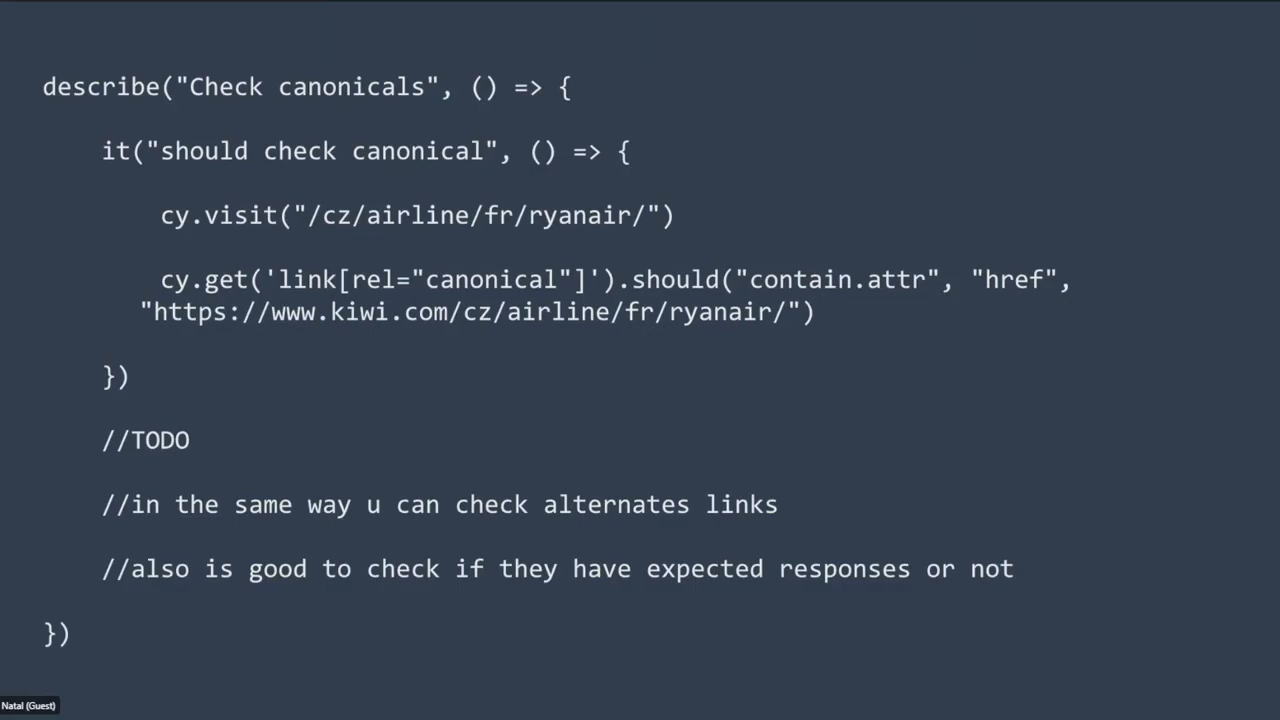 describe("Check canonicals", () => {
it("should check canonical", () => {
cy.visit("/cz/airline/fr/ryanair/")
cy.get('link[rel="canonical"]').should("contain.attr", "href",
"https://www.kiwi.com/cz/airline/fr/ryanair/")
})
//TODO
//in the same way u can check alternates links
//also is good to check if they have expected responses or not
})
Natal (Guest)